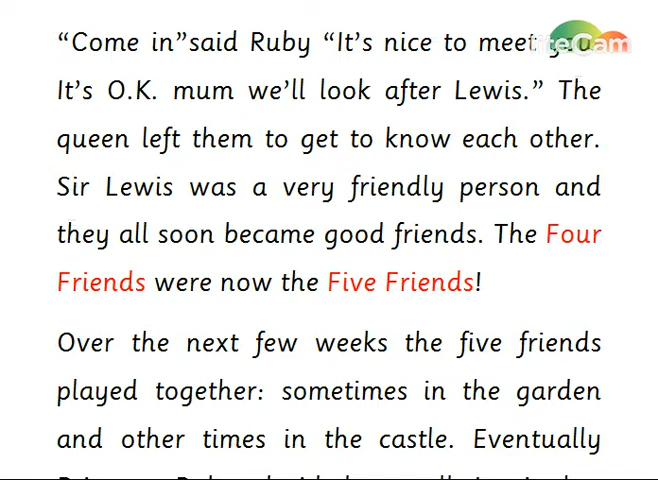 “Come in”said Ruby “It’s nice to meet you.
It’s O.K. mum we’ll look after Lewis.” The
queen left them to get to know each other.
Sir Lewis was a very friendly person and
they all soon became good friends. The Four
Friends were now the Five Friends!
Over the next few weeks the five friends
played together: sometimes in the garden
and other times in the castle. Eventually